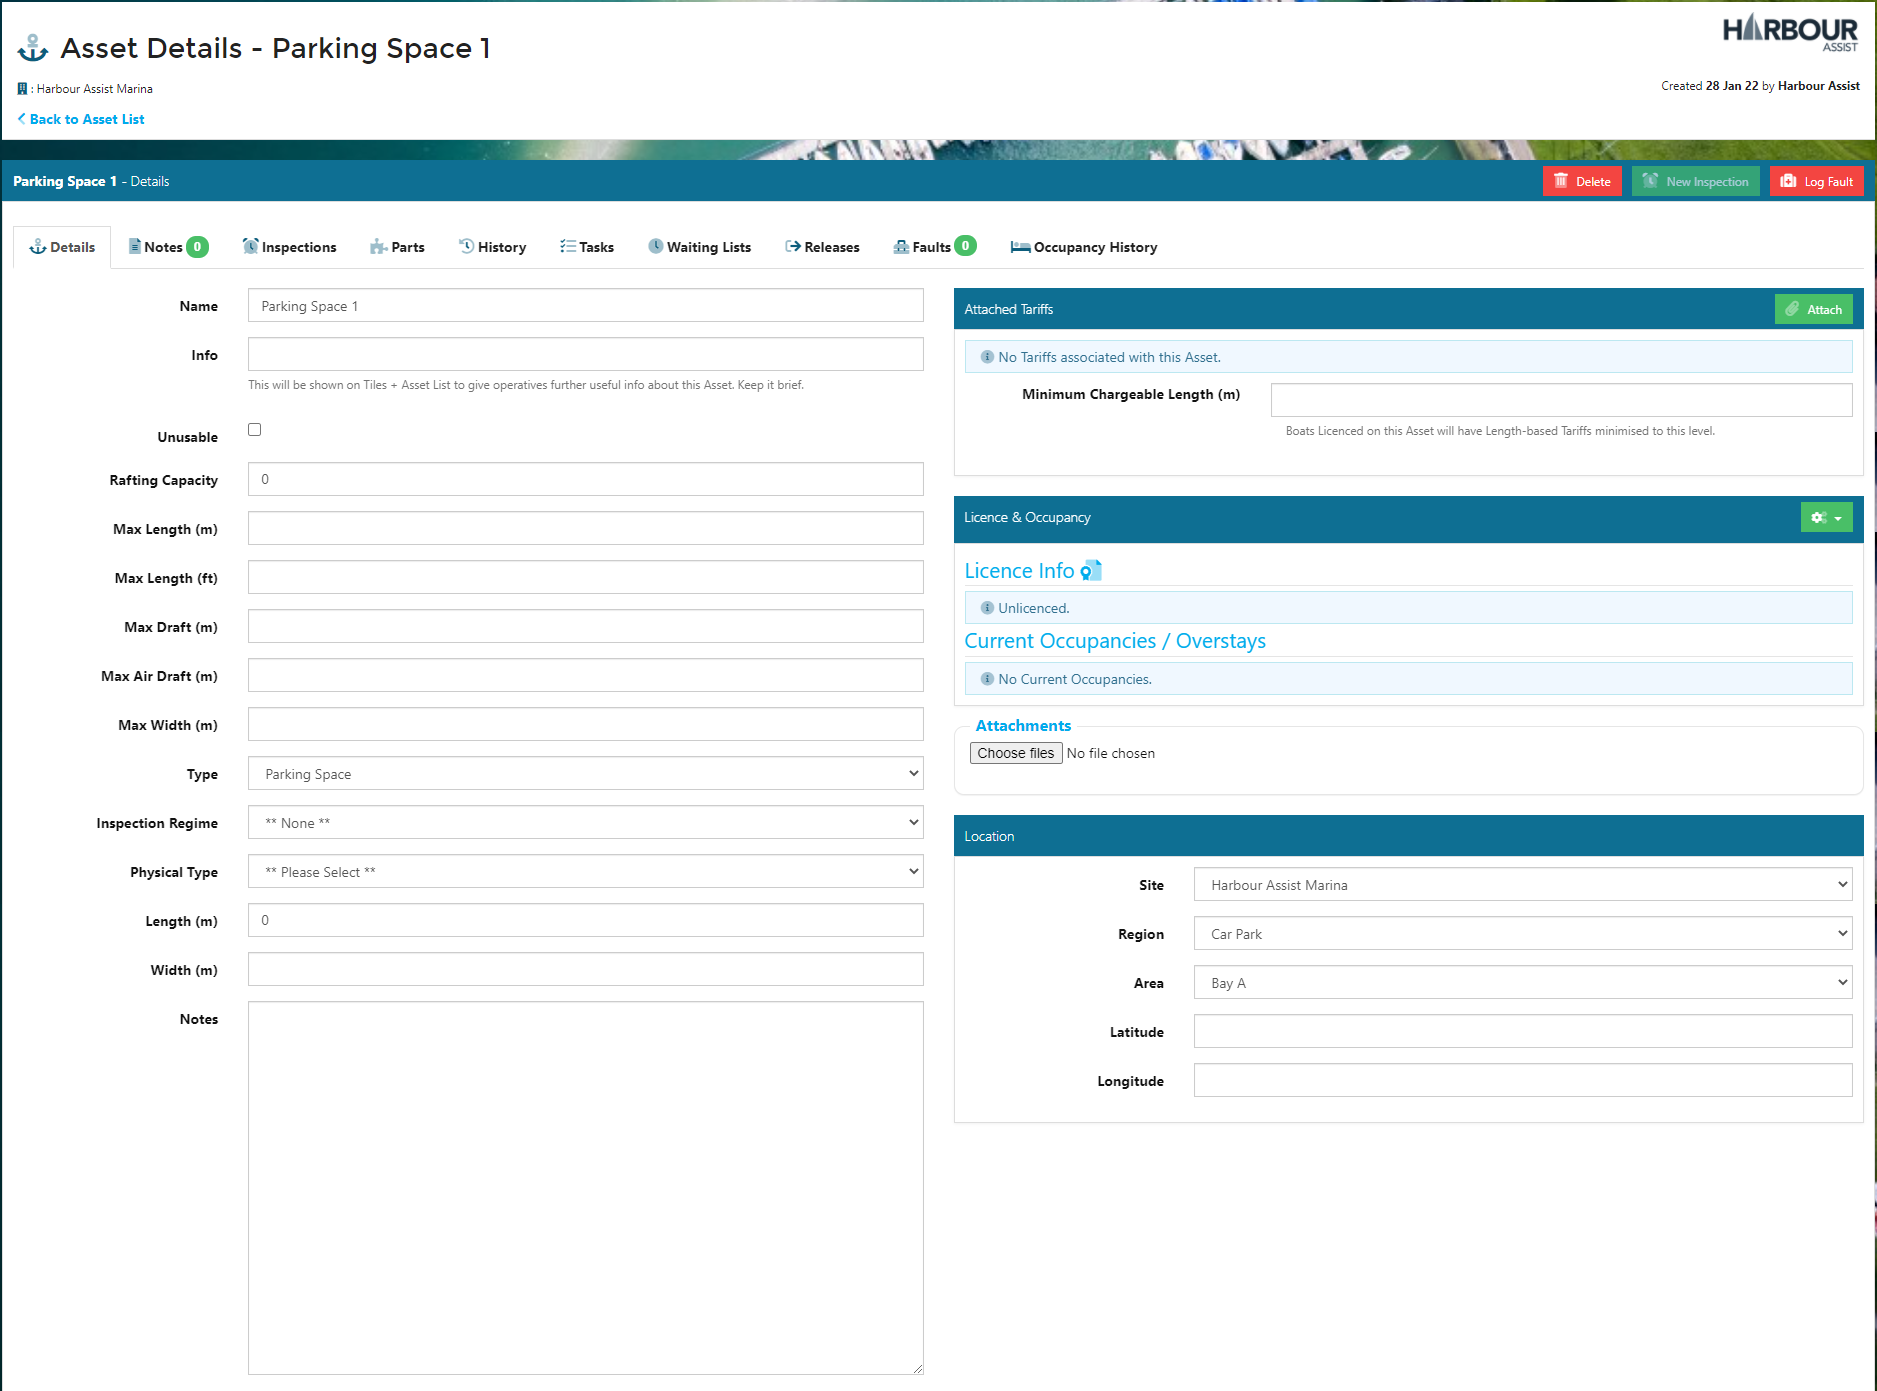 Asset Details - Parking Space 1
HARBOUR
ASSIST
: Harbour Assist Marina
Created 28 Jan 22 by Harbour Assist
Back to Asset List
Parking Space 1 - Details
Delete
New Inspection
Log Fault
Details
Notes 0
Inspections
Parts
History
Tasks
Waiting Lists
Releases
Faults 0
Occupancy History
Name
Parking Space 1
Info
This will be shown on Tiles + Asset List to give operatives further useful info about this Asset. Keep it brief.
Unusable
Rafting Capacity
0
Max Length (m)
Max Length (ft)
Max Draft (m)
Max Air Draft (m)
Max Width (m)
Type
Parking Space
Inspection Regime
** None **
Physical Type
** Please Select **
Length (m)
0
Width (m)
Notes
Attached Tariffs
Attach
No Tariffs associated with this Asset.
Minimum Chargeable Length (m)
Boats Licenced on this Asset will have Length-based Tariffs minimised to this level.
Licence & Occupancy
Licence Info
Unlicenced.
Current Occupancies / Overstays
No Current Occupancies.
Attachments
Choose files No file chosen
Location
Site
Harbour Assist Marina
Region
Car Park
Area
Bay A
Latitude
Longitude